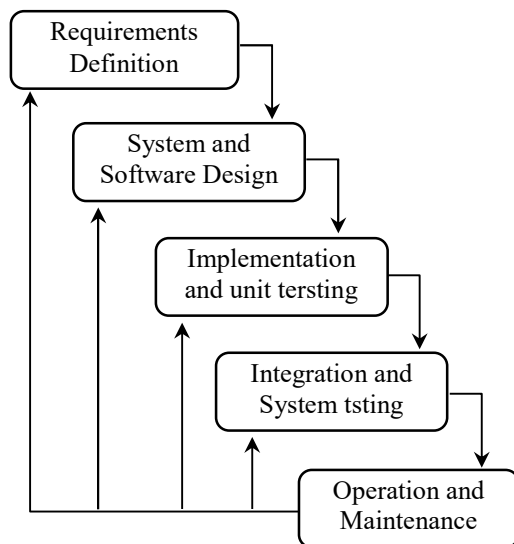 Requirements
Definition
System and
Software Design
Implementation
and unit tersting
Integration and
System tsting
Operation and
Maintenance